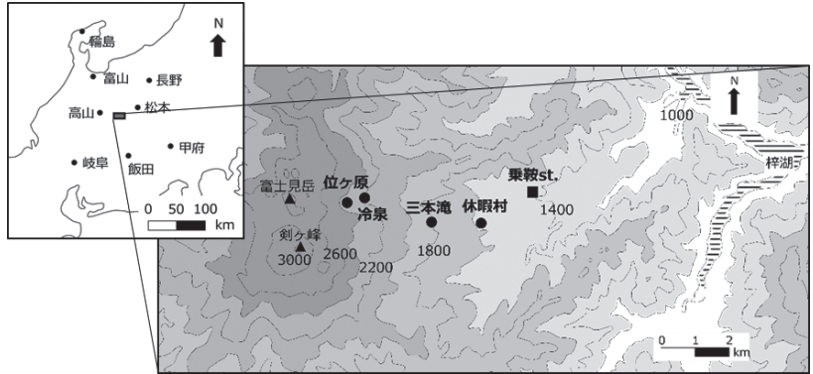 N
輪島
富山
長野
高山
松本
甲府
岐阜
飯田
0 50 100
km
N
1000
梓湖
乗鞍st.
1400
富士見岳
位ヶ原
冷泉
三本滝
休暇村
1800
剣ヶ峰
3000
2600
2200
0 1 2
km